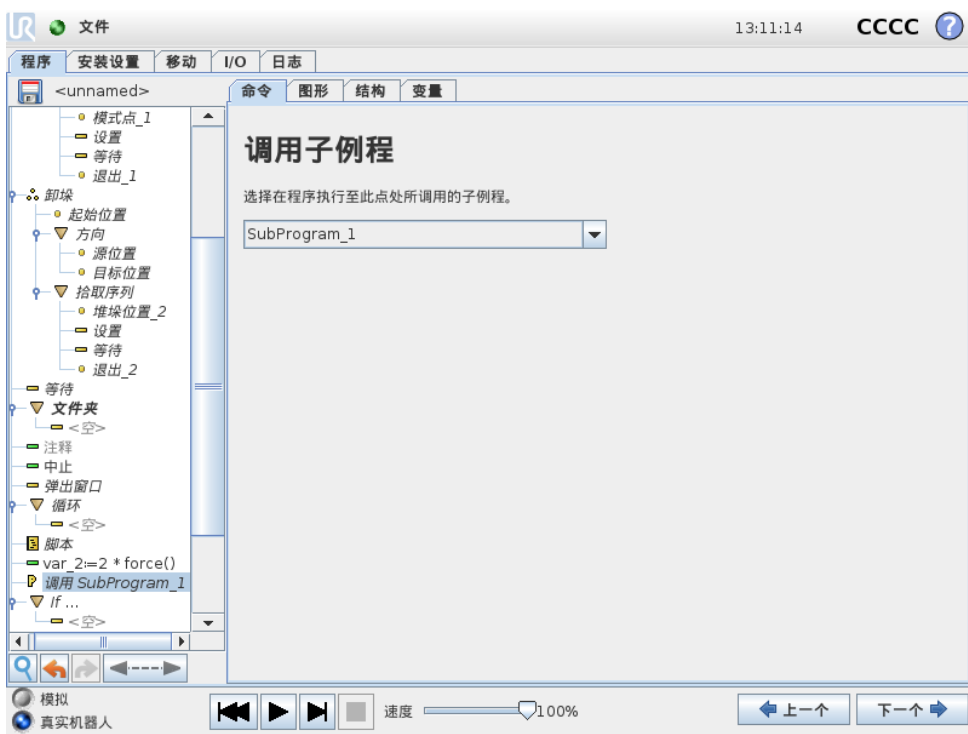 文件 13:11:14 CCCC ?
程序 安装设置 移动 I/O 日志
<unnamed>
命令 图形 结构 变量
模式点_1
设置
等待
退出_1
卸垛
起始位置
方向
源位置
目标位置
拾取序列
堆垛位置_2
设置
等待
退出_2
等待
文件夹
<空>
注释
中止
弹出窗口
循环
<空>
脚本
var_2:=2 * force()
调用 SubProgram_1
If ...
<空>
调用子例程
选择在程序执行至此点处所调用的子例程。
SubProgram_1
模拟
真实机器人
速度 100%
上一个 下一个